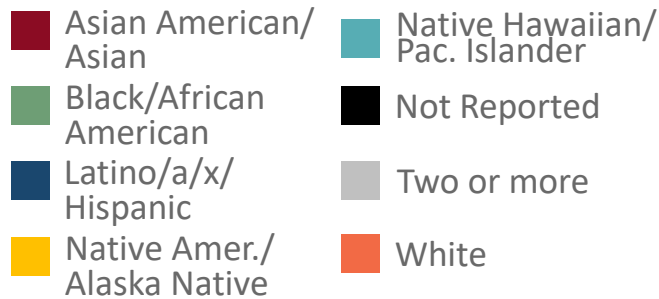 Asian American/
Asian
Black/African
American
Latino/a/x/
Hispanic
Native Amer./
Alaska Native
Native Hawaiian/
Pac. Islander
Not Reported
Two or more
White